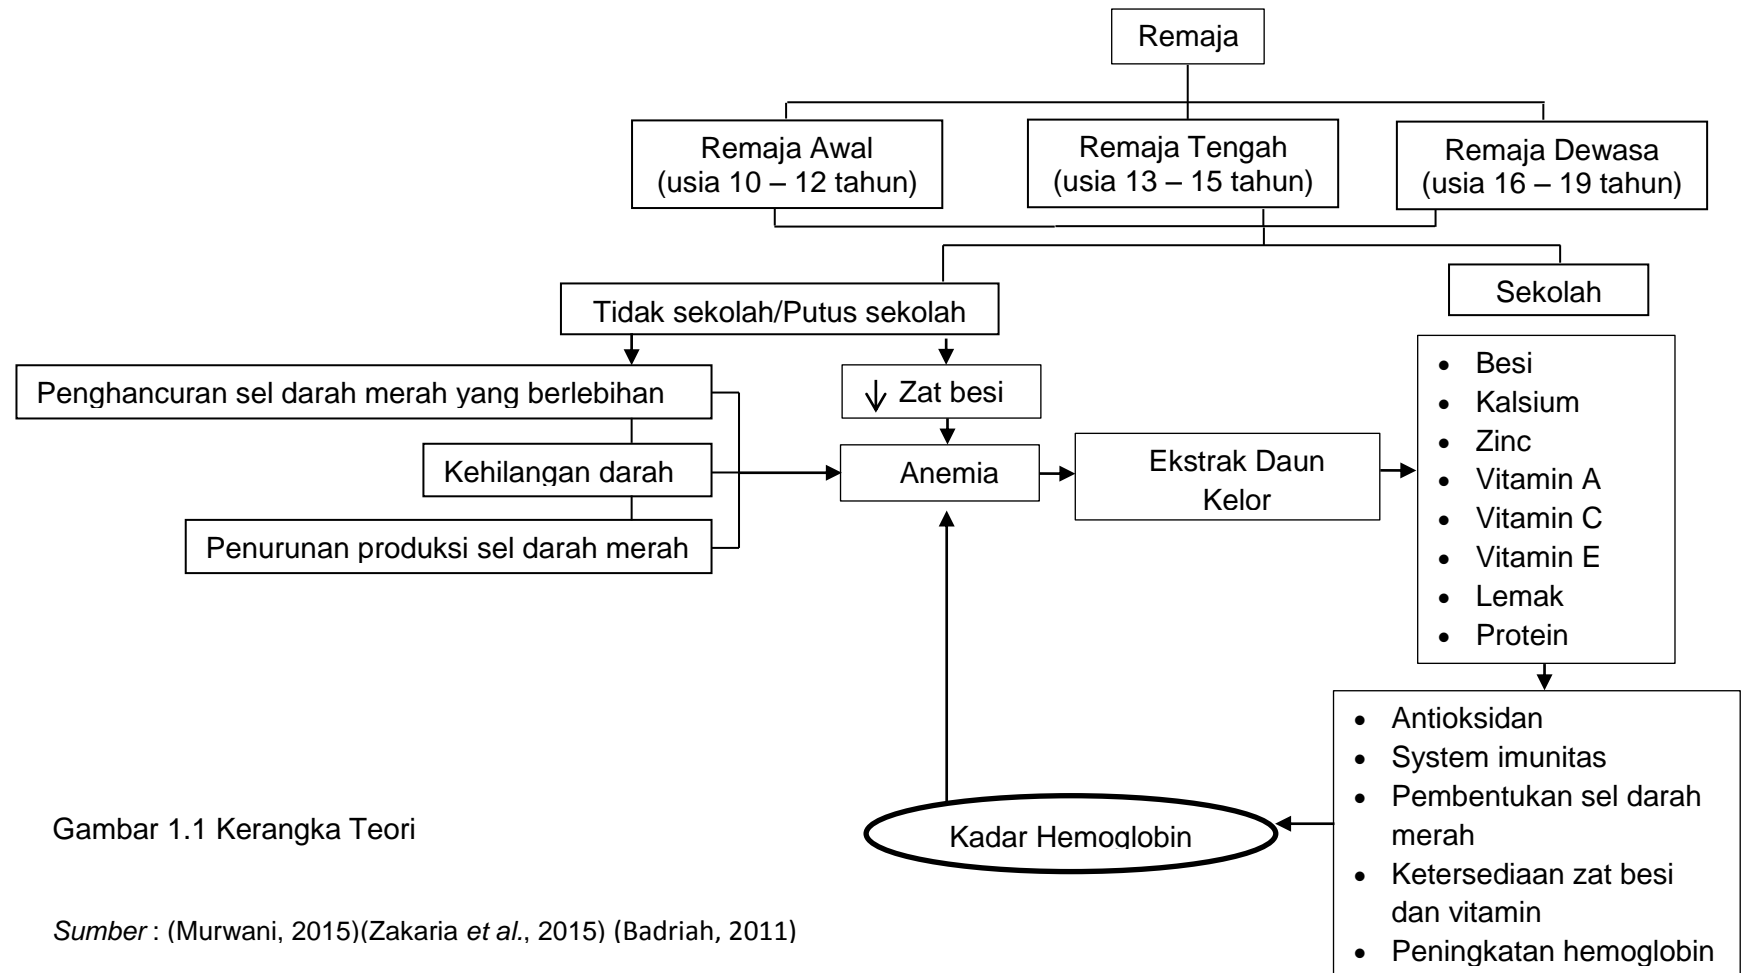 Remaja
Remaja Awal
(usia 10 – 12 tahun)
Remaja Tengah
(usia 13 – 15 tahun)
Remaja Dewasa
(usia 16 – 19 tahun)
Tidak sekolah/Putus sekolah
Sekolah
Penghancuran sel darah merah yang berlebihan
Kehilangan darah
Penurunan produksi sel darah merah
↓ Zat besi
Anemia
Ekstrak Daun
Kelor
• Besi
• Kalsium
• Zinc
• Vitamin A
• Vitamin C
• Vitamin E
• Lemak
• Protein
• Antioksidan
• System imunitas
• Pembentukan sel darah
merah
• Ketersediaan zat besi
dan vitamin
• Peningkatan hemoglobin
Kadar Hemoglobin
Gambar 1.1 Kerangka Teori
Sumber : (Murwani, 2015)(Zakaria et al., 2015) (Badriah, 2011)